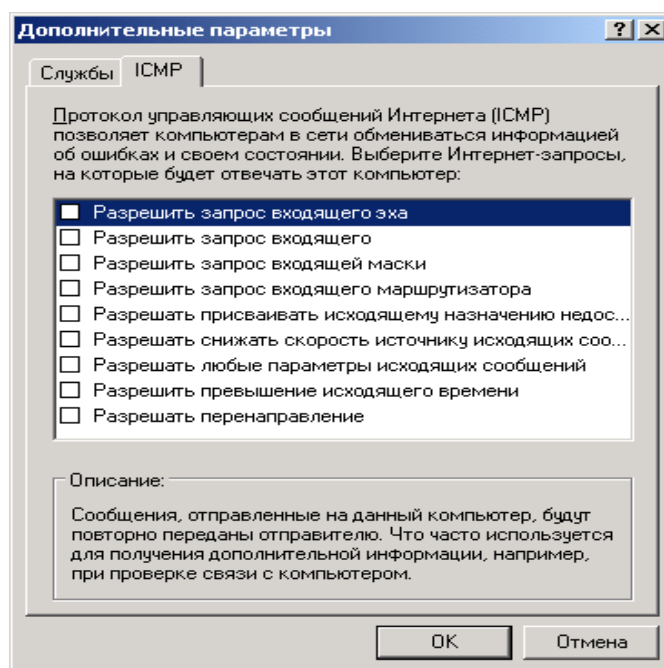 Дополнительные параметры
Службы
ICMP
Протокол управляющих сообщений Интернета (ICMP)
позволяет компьютерам в сети обмениваться информацией
об ошибках и своем состоянии. Выберите Интернет-запросы,
на которые будет отвечать этот компьютер:
Разрешить запрос входящего эха
Разрешить запрос входящего
Разрешить запрос входящей маски
Разрешить запрос входящего маршрутизатора
Разрешать присваивать исходящему назначению недос...
Разрешать снижать скорость источнику исходящих соо...
Разрешать любые параметры исходящих сообщений
Разрешить превышение исходящего времени
Разрешать перенаправление
Описание:
Сообщения, отправленные на данный компьютер, будут
повторно переданы отправителю. Что часто используется
для получения дополнительной информации, например,
при проверке связи с компьютером.
OK
Отмена